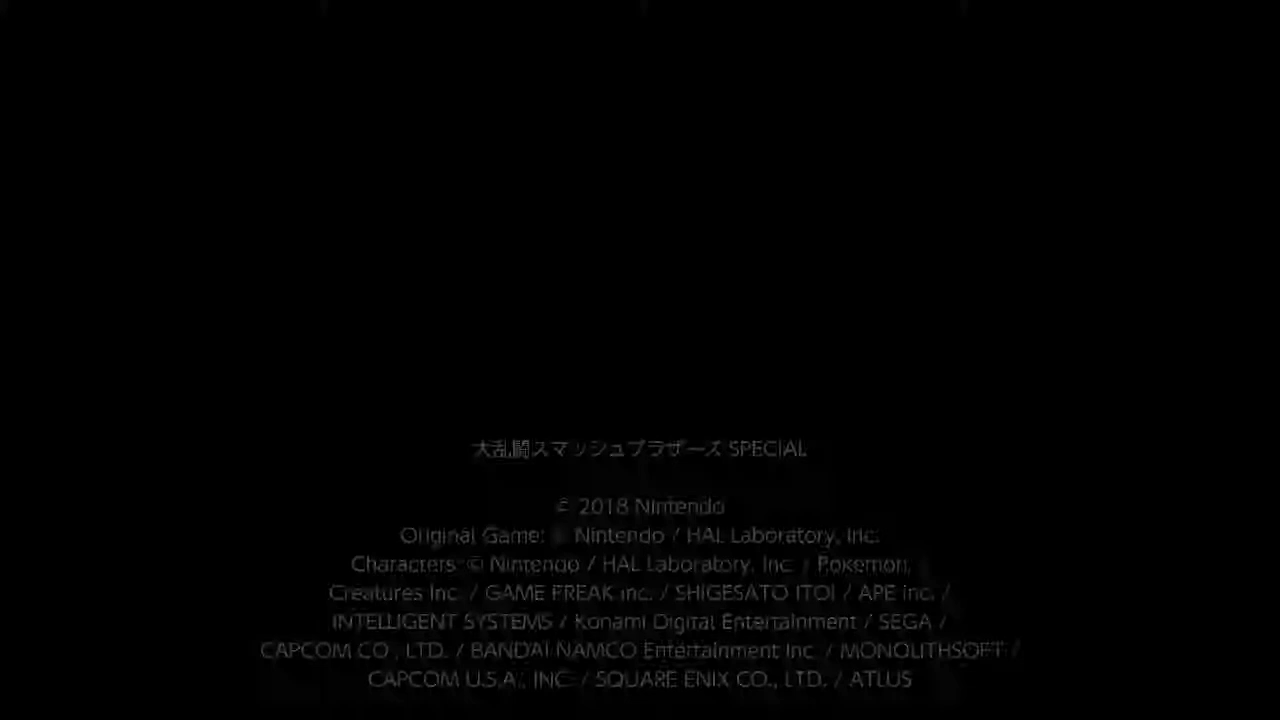 大乱闘スマッシュブラザーズ SPECIAL
© 2018 Nintendo
Original Game: © Nintendo / HAL Laboratory, Inc.
Characters: © Nintendo / HAL Laboratory, Inc. / Pokémon.
Creatures Inc. / GAME FREAK inc. / SHIGESATO ITOI / APE inc. /
INTELLIGENT SYSTEMS / Konami Digital Entertainment / SEGA /
CAPCOM CO., LTD. / BANDAI NAMCO Entertainment Inc. / MONOLITHSOFT /
CAPCOM U.S.A., INC. / SQUARE ENIX CO., LTD. / ATLUS